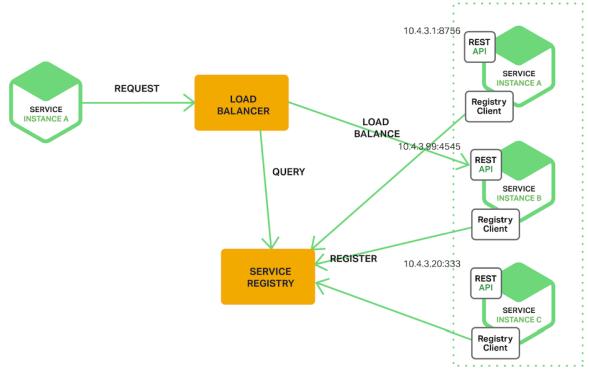 SERVICE
INSTANCE A
REQUEST
LOAD
BALANCER
QUERY
LOAD
BALANCE
SERVICE
REGISTRY
REGISTER
10.4.3.1:8756
REST
API
SERVICE
INSTANCE A
Registry
Client
10.4.3.99:4545
REST
API
SERVICE
INSTANCE B
Registry
Client
10.4.3.20:333
REST
API
SERVICE
INSTANCE C
Registry
Client